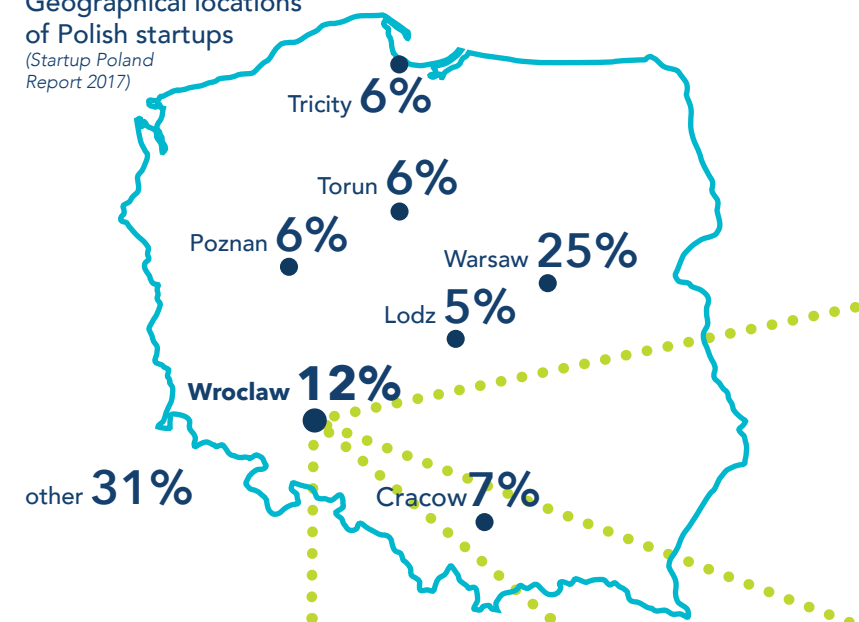 Geographical locations
of Polish startups
(Startup Poland
Report 2017)
Tricity 6%
Torun 6%
Poznan 6%
Warsaw 25%
Lodz 5%
Wroclaw 12%
other 31%
Cracow 7%